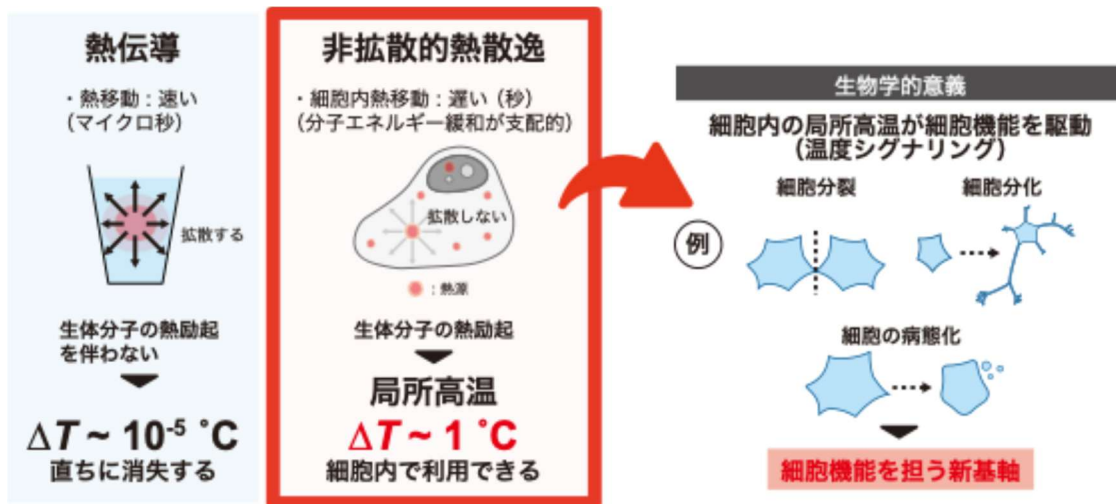 熱伝導
・熱移動：速い
（マイクロ秒）
拡散する
生体分子の熱励起
を伴わない
ΔT ~ 10⁻⁵ ˚C
直ちに消失する
非拡散的熱散逸
・細胞内熱移動：遅い（秒）
（分子エネルギー緩和が支配的）
拡散しない
：熱源
生体分子の熱励起
局所高温
ΔT ~ 1 ˚C
細胞内で利用できる
生物学的意義
細胞内の局所高温が細胞機能を駆動
（温度シグナリング）
細胞分裂
細胞分化
例
細胞の病態化
細胞機能を担う新基軸